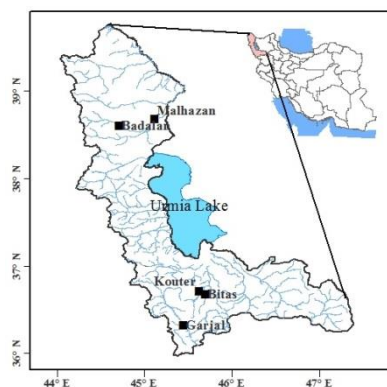 39° N
38° N
37° N
36° N
Malhazan
Badalan
Urmia Lake
Kouter
Bitas
Garjal
44° E
45° E
46° E
47° E